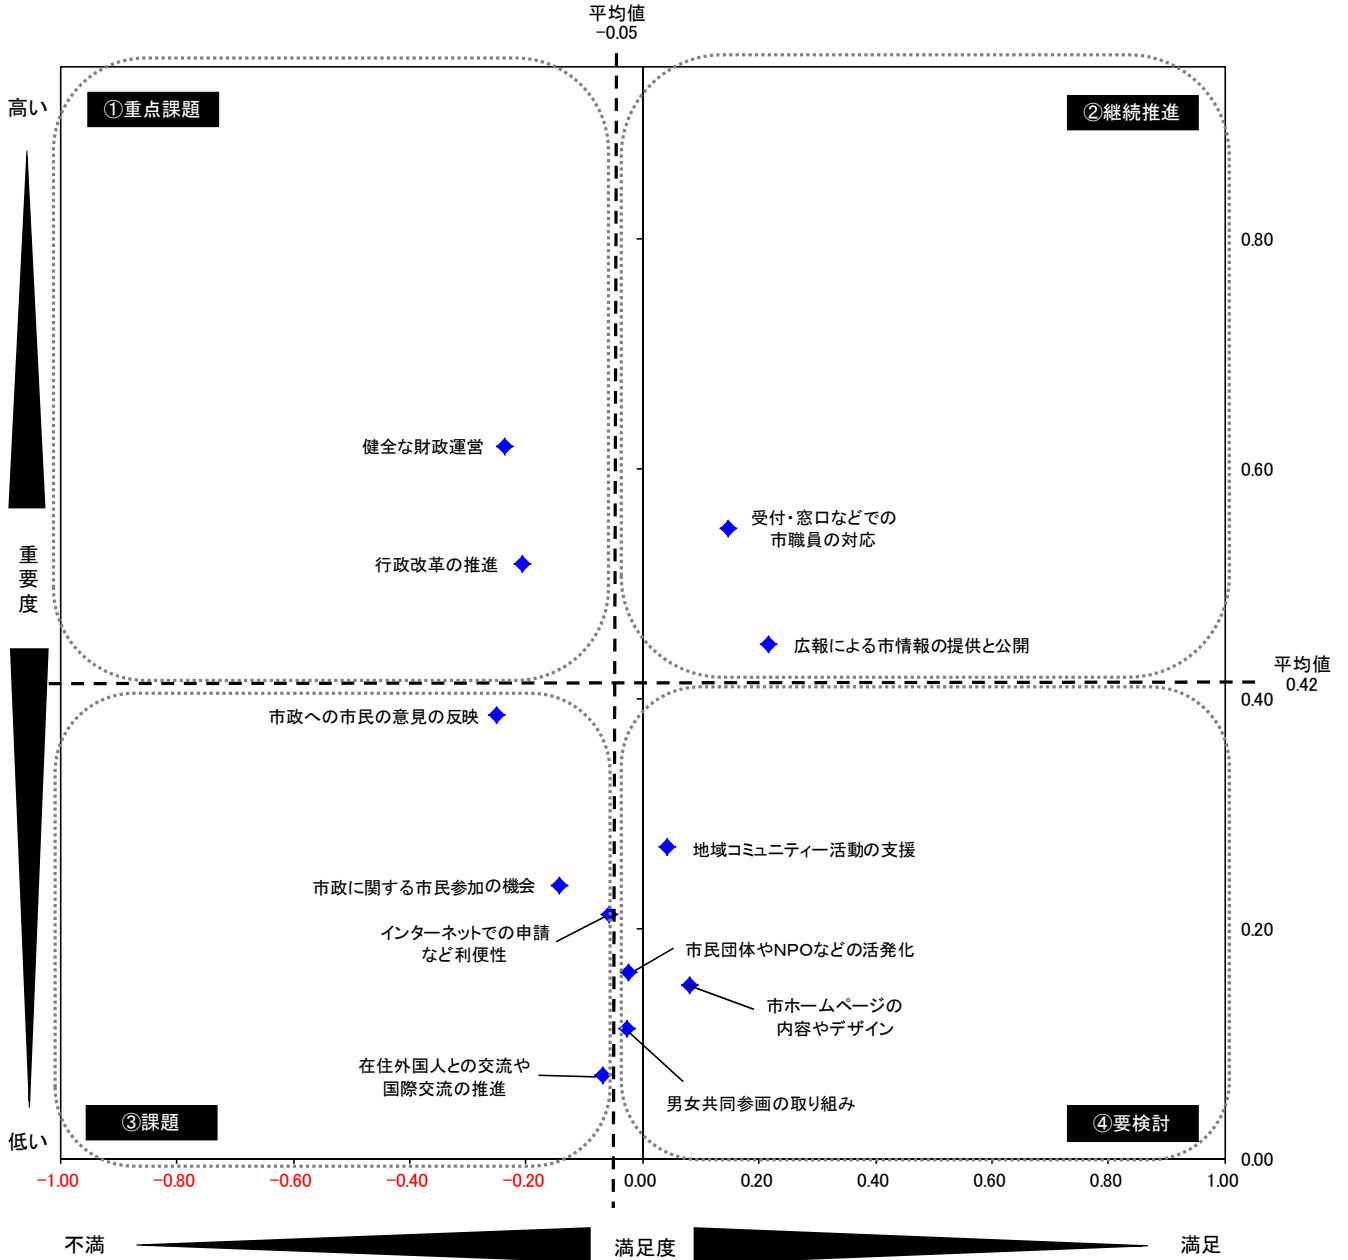 平均値
-0.05
高い
①重点課題
②継続推進
0.80
健全な財政運営
0.60
受付・窓口などでの
市職員の対応
行政改革の推進
重要度
広報による市情報の提供と公開
平均値
0.42
0.40
市政への市民の意見の反映
地域コミュニティー活動の支援
市政に関する市民参加の機会
インターネットでの申請
など利便性
0.20
市民団体やNPOなどの活発化
市ホームページの
内容やデザイン
在住外国人との交流や
国際交流の推進
男女共同参画の取り組み
③課題
④要検討
低い
0.00
-1.00 -0.80 -0.60 -0.40 -0.20 0.00 0.20 0.40 0.60 0.80 1.00
不満 満足度 満足